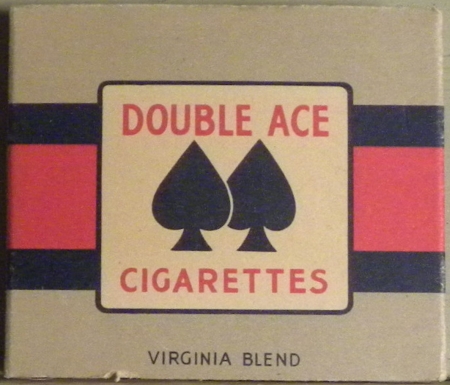 DOUBLE ACE
CIGARETTES
VIRGINIA BLEND